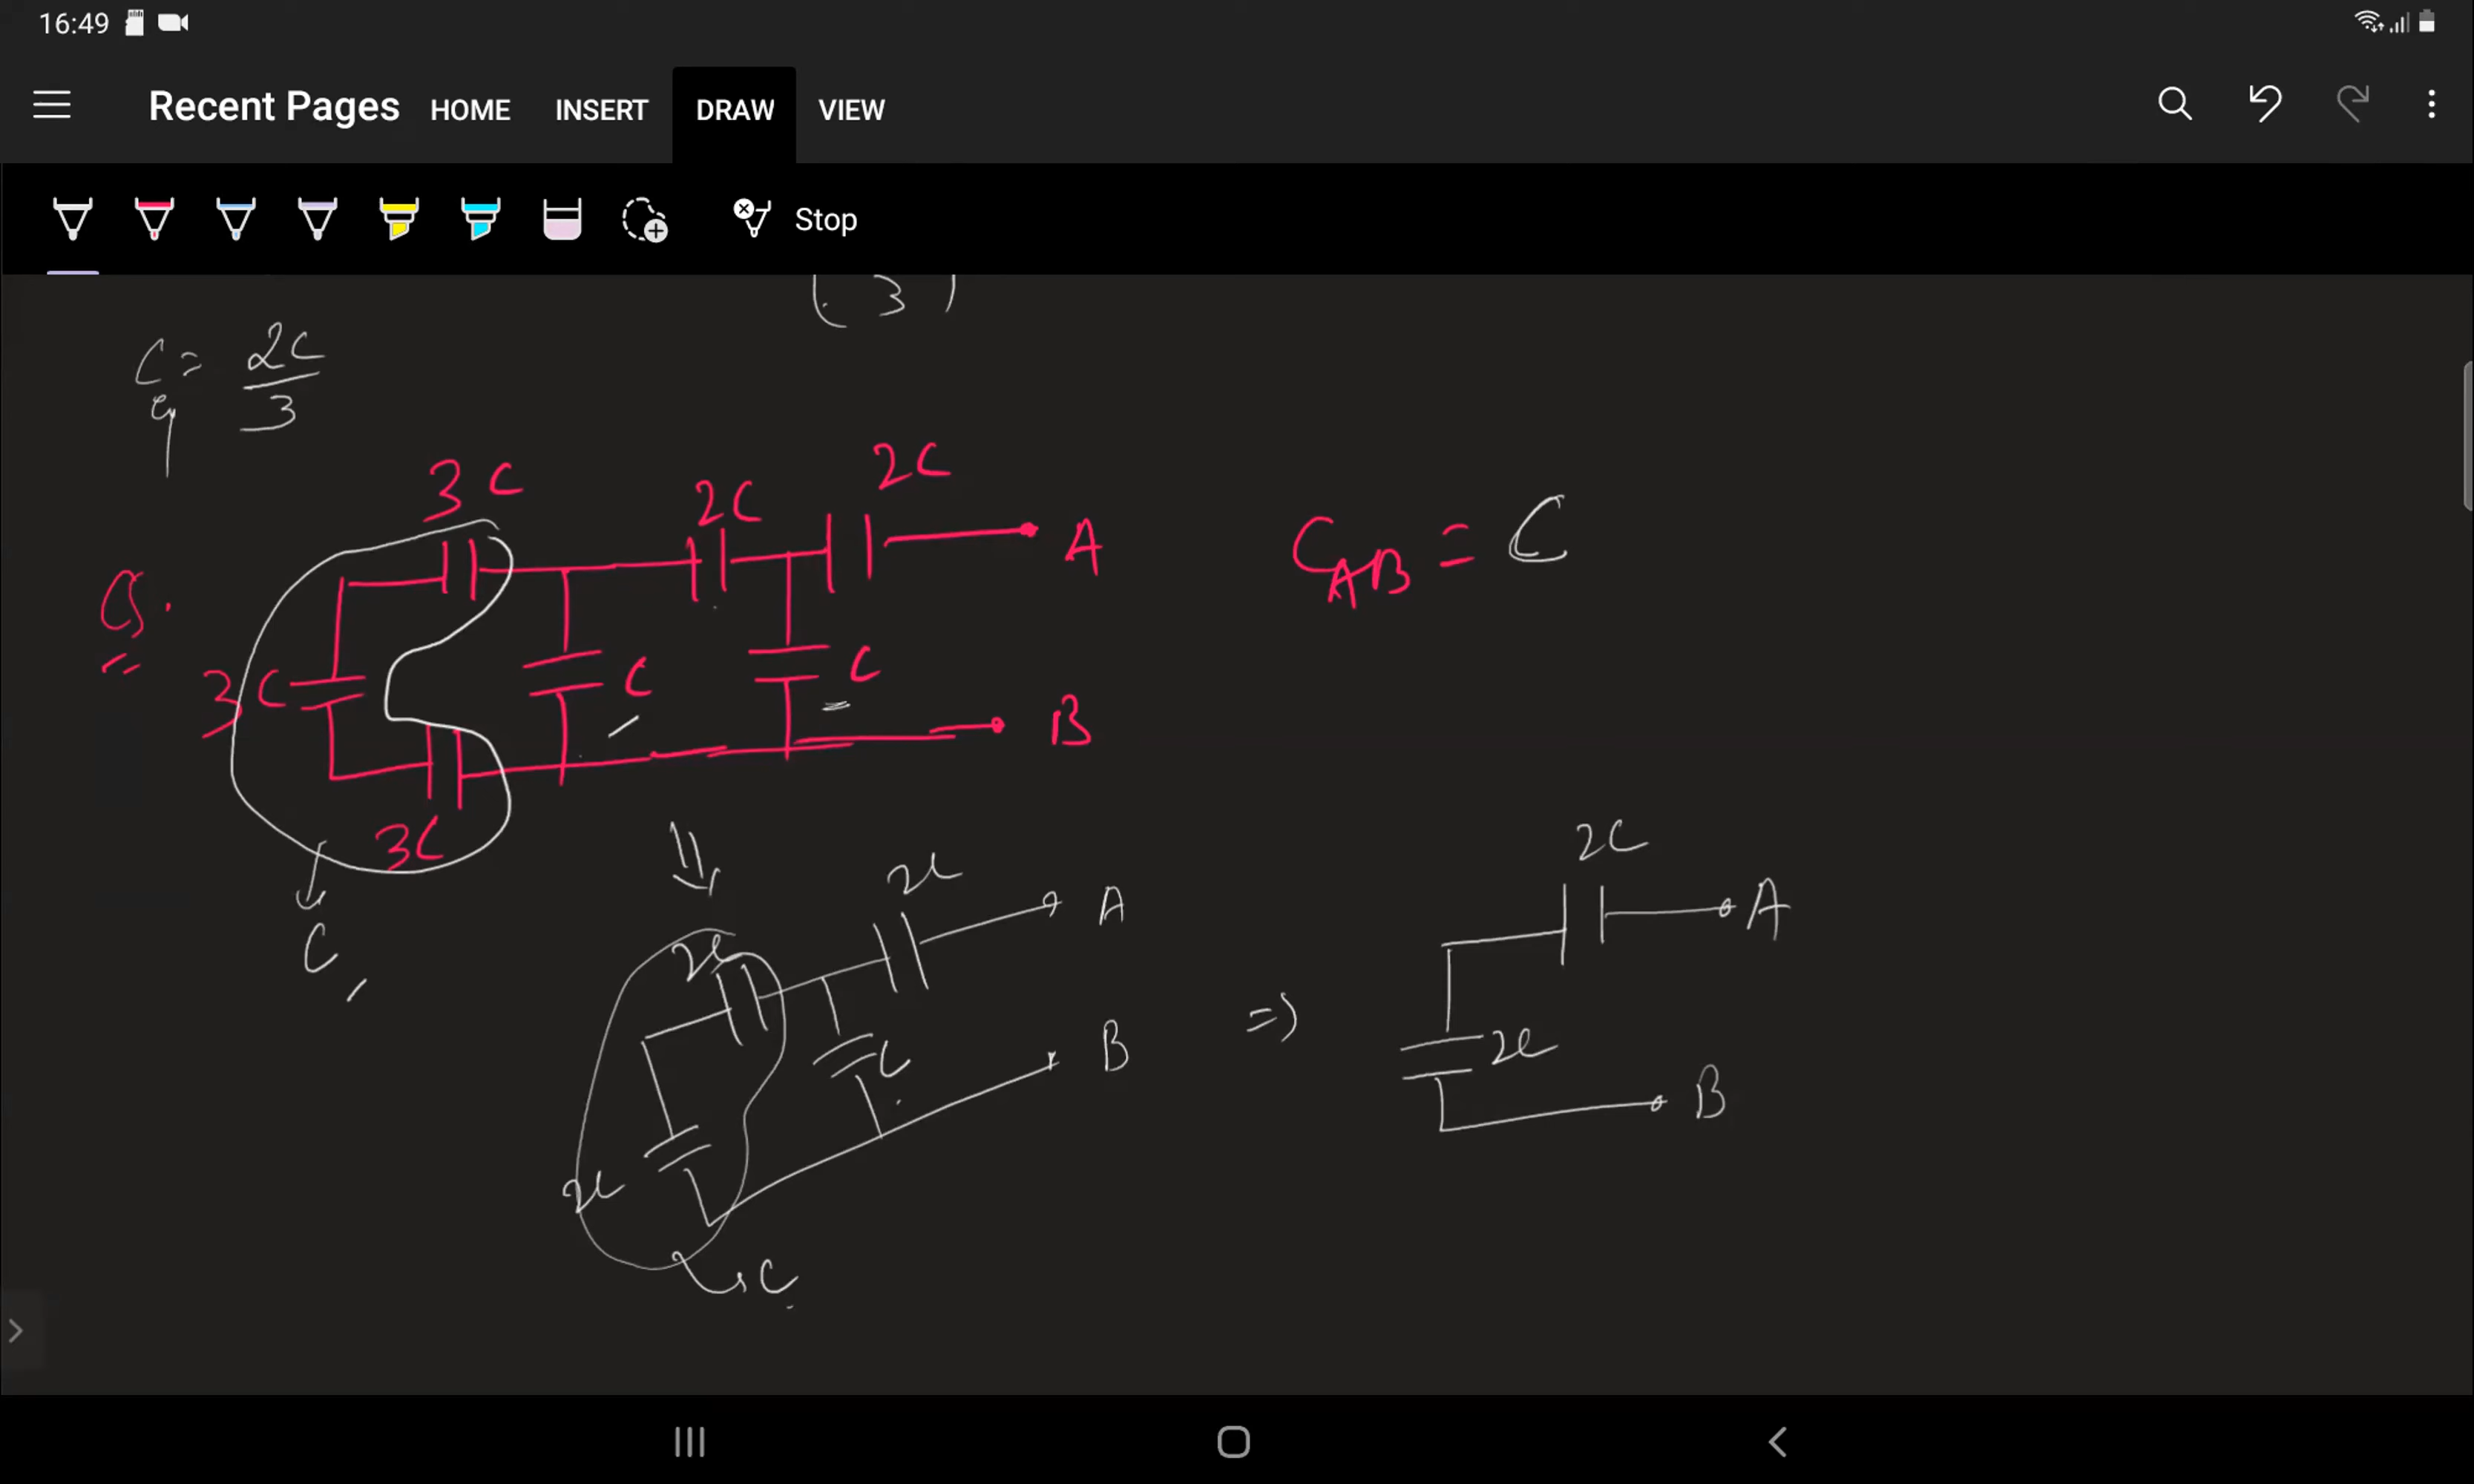 16:49
Recent Pages HOME INSERT DRAW VIEW
Stop
( 3 )
C eq = 2C / 3
3C 2C 2C
A
C AB = C
Q.
3C C C
B
3C
C
2C A
2C
C B
2C
C
2C
A
=>
2C
B